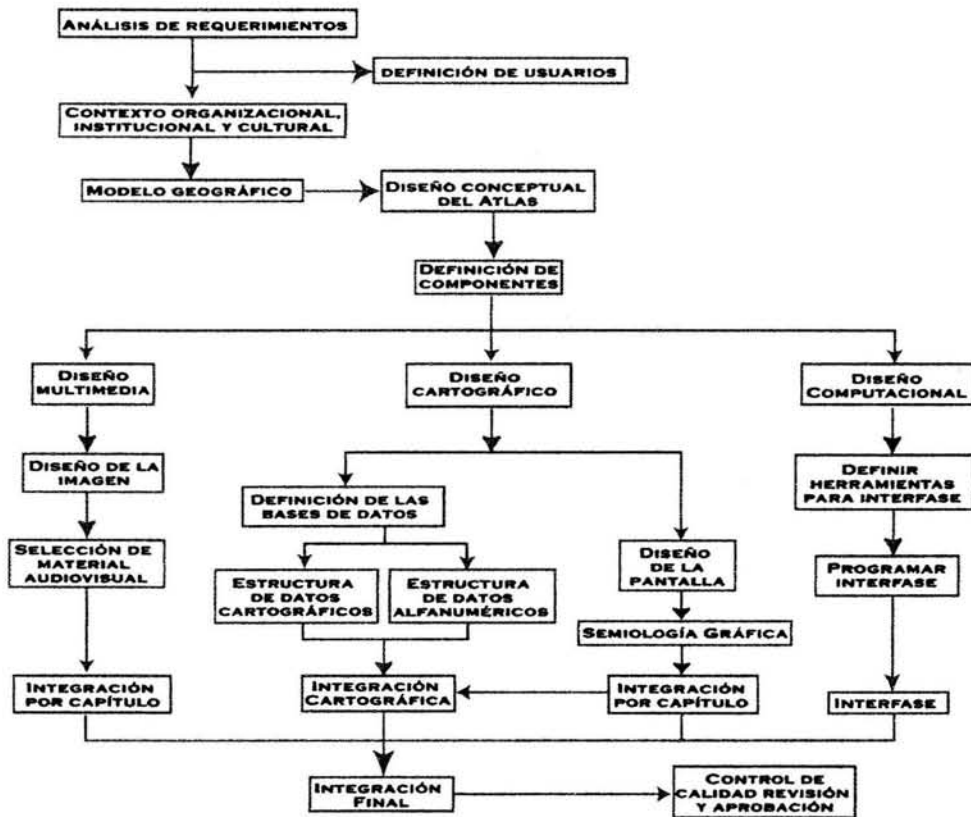 ANÁLISIS DE REQUERIMIENTOS
DEFINICIÓN DE USUARIOS
CONTEXTO ORGANIZACIONAL,
INSTITUCIONAL Y CULTURAL
MODELO GEOGRÁFICO
DISEÑO CONCEPTUAL
DEL ATLAS
DEFINICIÓN DE
COMPONENTES
DISEÑO
MULTIMEDIA
DISEÑO
CARTOGRÁFICO
DISEÑO
COMPUTACIONAL
DISEÑO DE LA
IMAGEN
DEFINICIÓN DE LAS
BASES DE DATOS
DEFINIR
HERRAMIENTAS
PARA INTERFASE
SELECCIÓN DE
MATERIAL
AUDIOVISUAL
ESTRUCTURA
DE DATOS
CARTOGRÁFICOS
ESTRUCTURA
DE DATOS
ALFANUMÉRICOS
DISEÑO
DE LA
PANTALLA
PROGRAMAR
INTERFASE
SEMIOLOGÍA GRÁFICA
INTEGRACIÓN
POR CAPÍTULO
INTEGRACIÓN
CARTOGRÁFICA
INTEGRACIÓN
POR CAPÍTULO
INTERFASE
INTEGRACIÓN
FINAL
CONTROL DE
CALIDAD REVISIÓN
Y APROBACIÓN